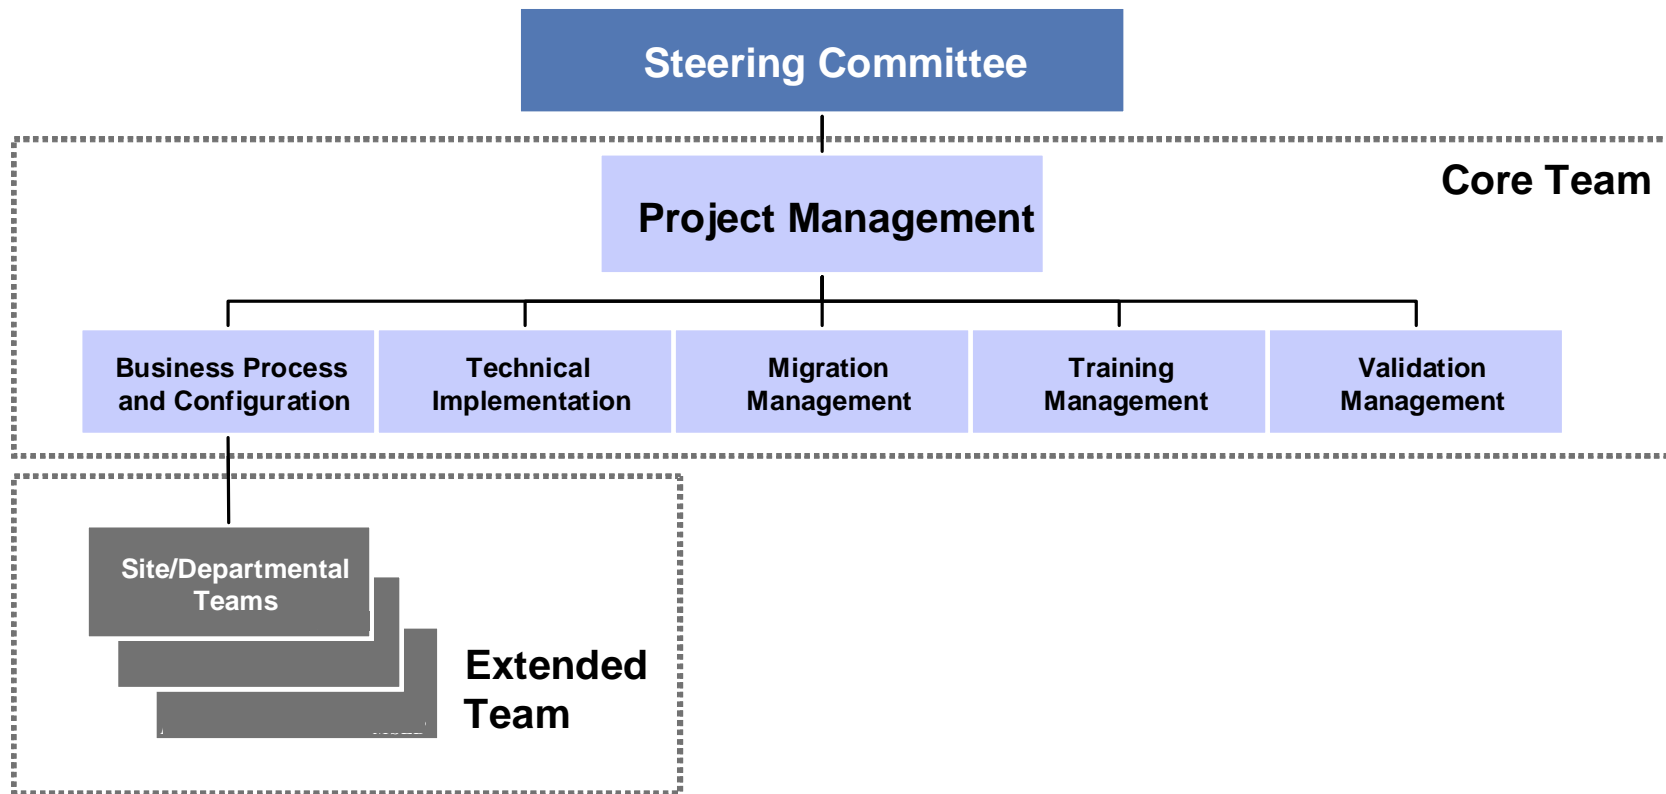 Steering Committee
Core Team
Project Management
Business Process
and Configuration
Technical
Implementation
Migration
Management
Training
Management
Validation
Management
Site/Departmental
Teams
Extended
Team